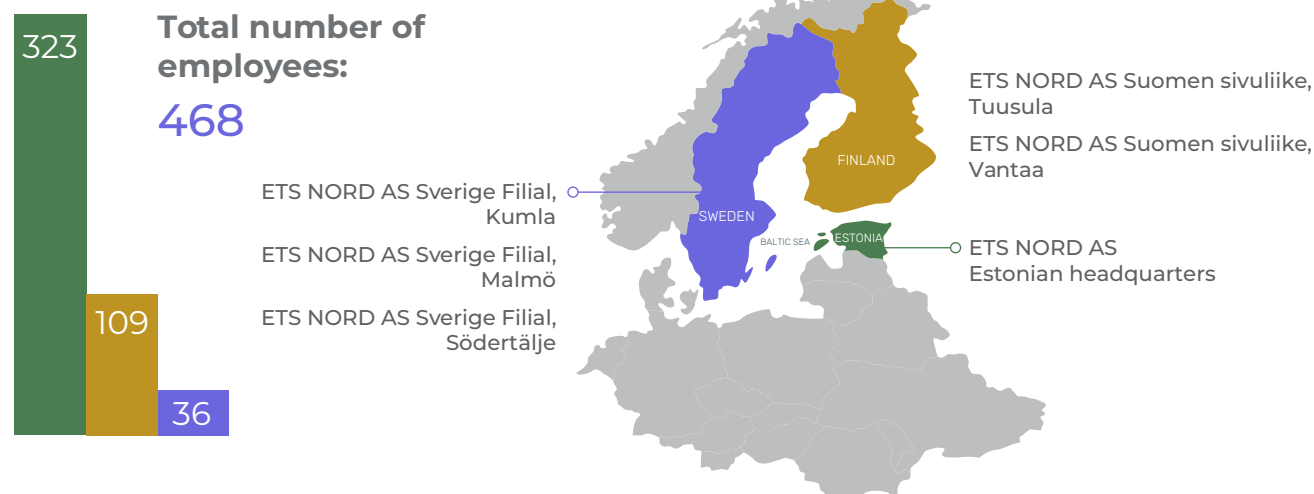 323
109
36
Total number of
employees:
468
ETS NORD AS Sverige Filial,
Kumla
ETS NORD AS Sverige Filial,
Malmö
ETS NORD AS Sverige Filial,
Södertälje
SWEDEN
FINLAND
BALTIC SEA
ESTONIA
ETS NORD AS Suomen sivuliike,
Tuusula
ETS NORD AS Suomen sivuliike,
Vantaa
ETS NORD AS
Estonian headquarters